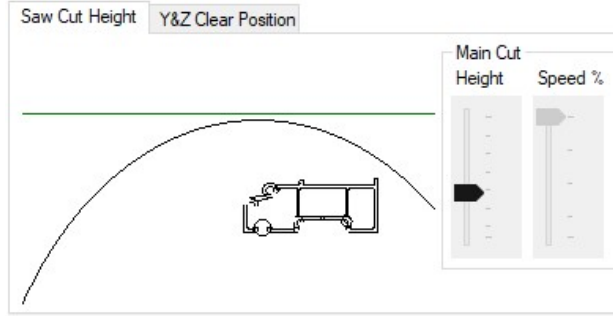 Saw Cut Height
Y&Z Clear Position
Main Cut
Height
Speed %